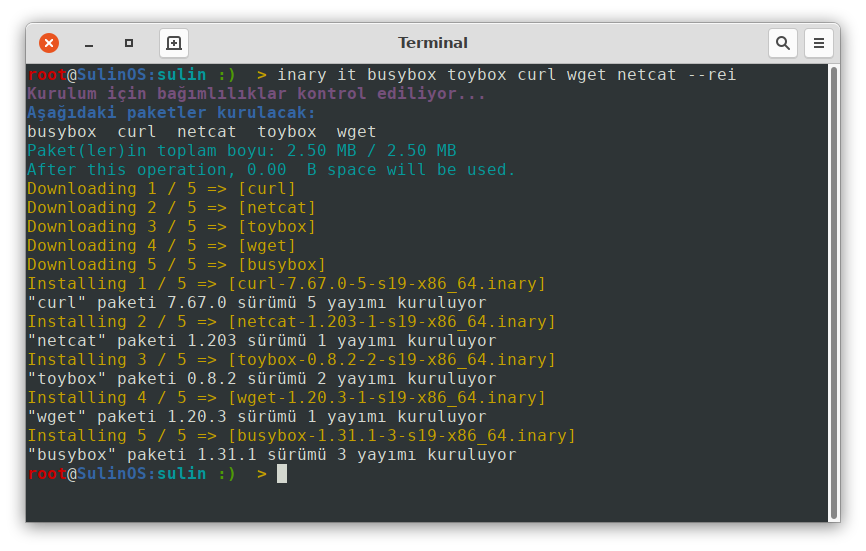 Terminal
root@SulinOS:sulin :)  > inary it busybox toybox curl wget netcat --rei
Kurulum için bağımlılıklar kontrol ediliyor...
Aşağıdaki paketler kurulacak:
busybox  curl  netcat  toybox  wget
Paket(ler)in toplam boyu: 2.50 MB / 2.50 MB
After this operation, 0.00  B space will be used.
Downloading 1 / 5 => [curl]
Downloading 2 / 5 => [netcat]
Downloading 3 / 5 => [toybox]
Downloading 4 / 5 => [wget]
Downloading 5 / 5 => [busybox]
Installing 1 / 5 => [curl-7.67.0-5-s19-x86_64.inary]
"curl" paketi 7.67.0 sürümü 5 yayımı kuruluyor
Installing 2 / 5 => [netcat-1.203-1-s19-x86_64.inary]
"netcat" paketi 1.203 sürümü 1 yayımı kuruluyor
Installing 3 / 5 => [toybox-0.8.2-2-s19-x86_64.inary]
"toybox" paketi 0.8.2 sürümü 2 yayımı kuruluyor
Installing 4 / 5 => [wget-1.20.3-1-s19-x86_64.inary]
"wget" paketi 1.20.3 sürümü 1 yayımı kuruluyor
Installing 5 / 5 => [busybox-1.31.1-3-s19-x86_64.inary]
"busybox" paketi 1.31.1 sürümü 3 yayımı kuruluyor
root@SulinOS:sulin :)  >